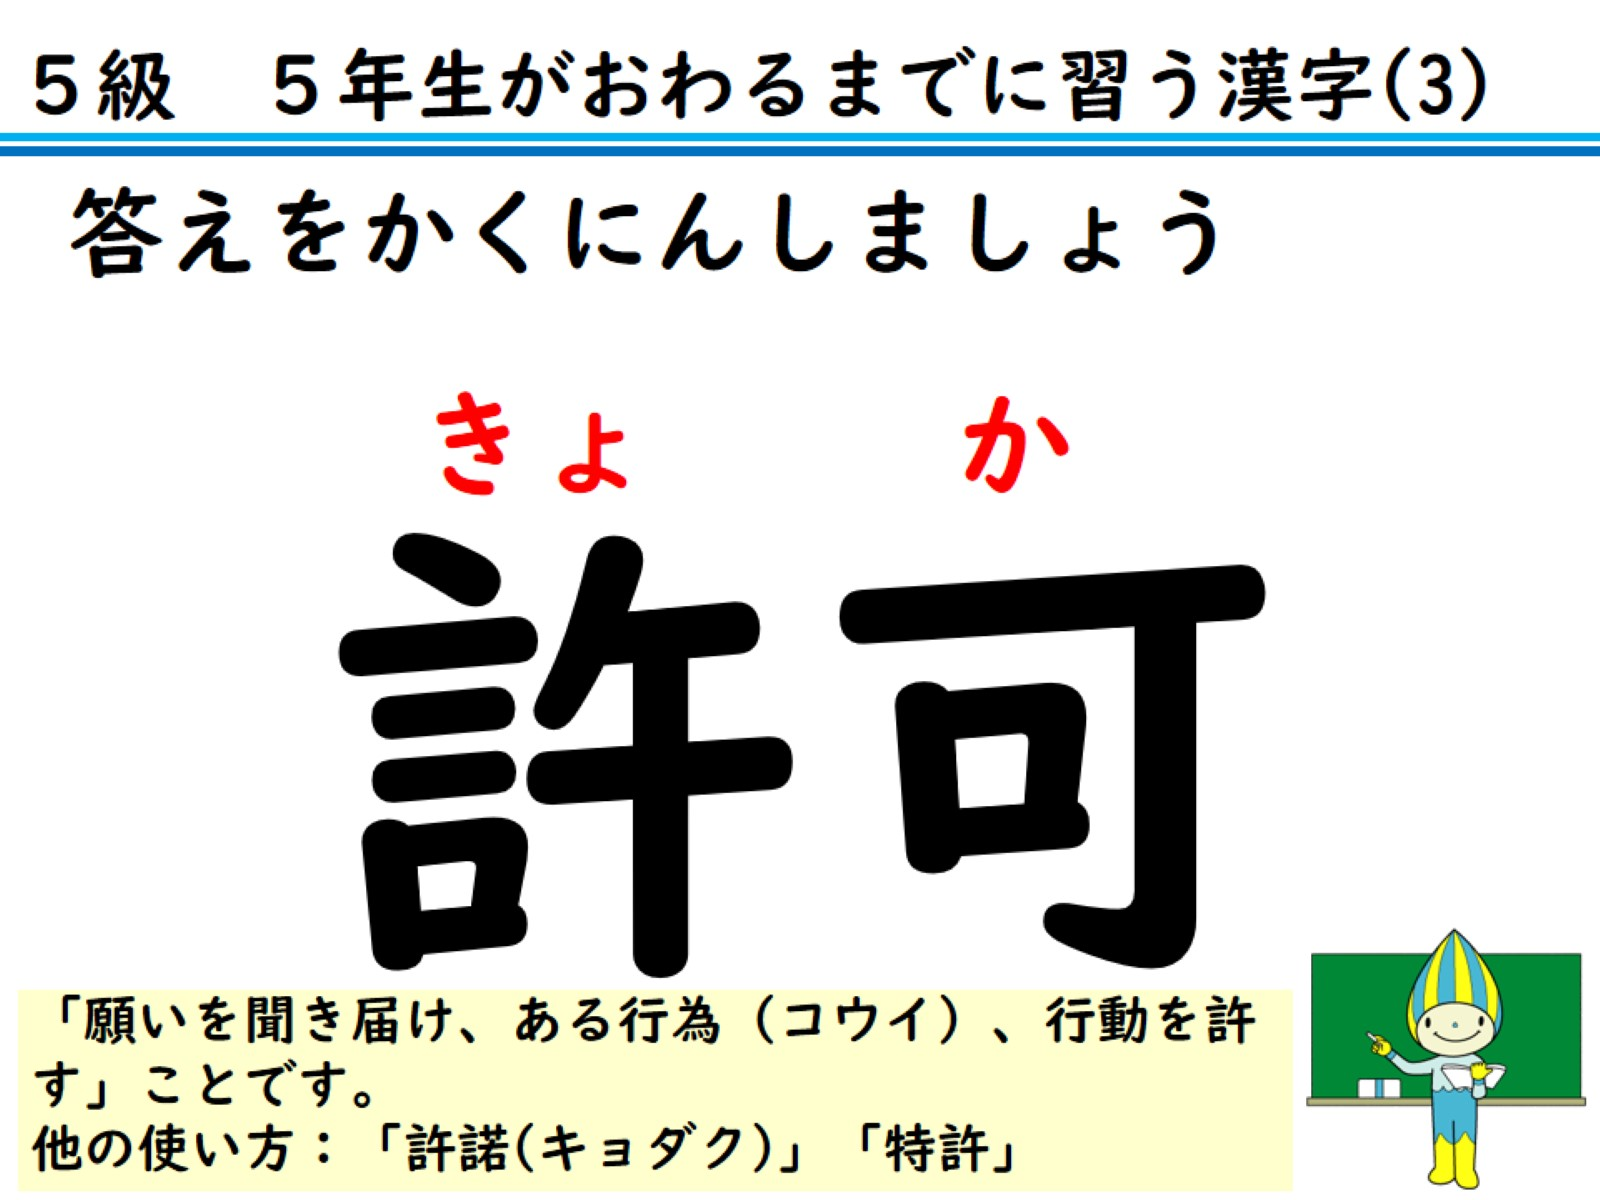 ５級　５年生がおわるまでに習う漢字(3)
答えをかくにんしましょう
きょ　か
許可
「願いを聞き届け、ある行為（コウイ）、行動を許
す」ことです。
他の使い方：「許諾(キョダク)」「特許」